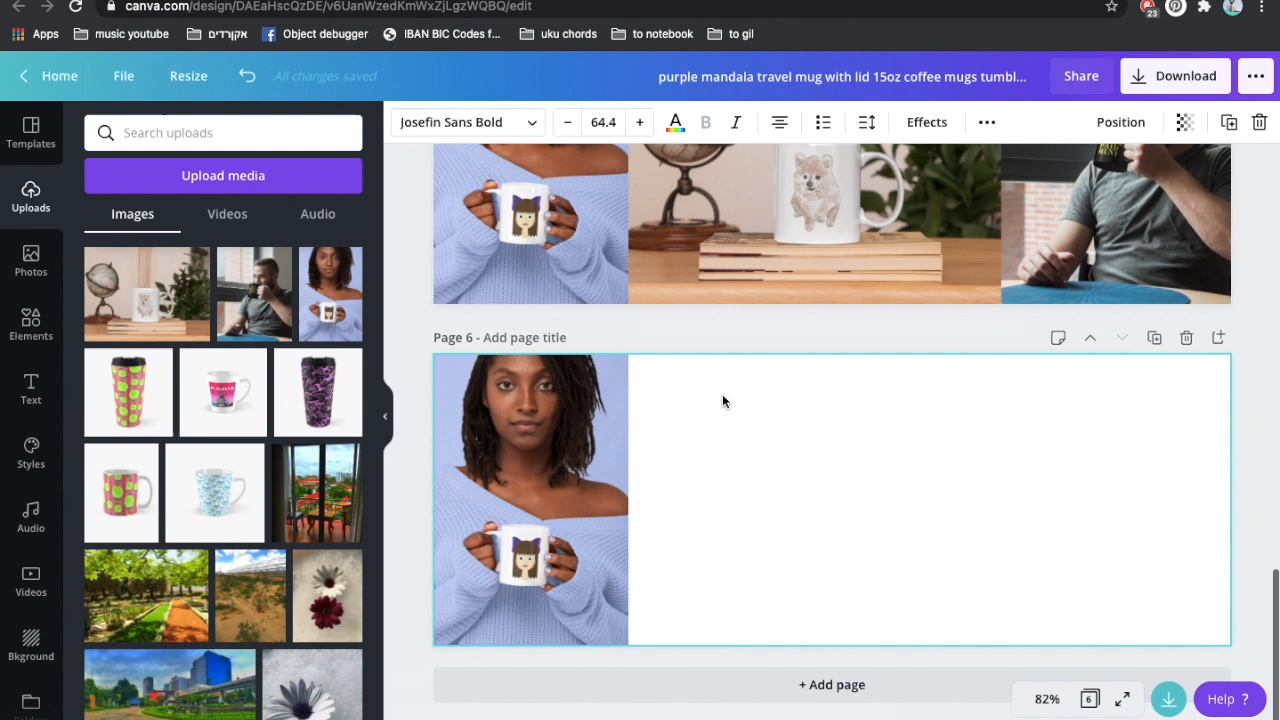 canva.com/design/DAEaHscQzDE/v6UanWzedKmWxZjLgzWQBQ/edit
23
Apps
music youtube
אקורדים
Object debugger
IBAN BIC Codes f...
uku chords
to notebook
to gil
Home
File
Resize
All changes saved
purple mandala travel mug with lid 15oz coffee mugs tumbl...
Share
Download
Templates
Uploads
Photos
Elements
Text
Styles
Audio
Videos
Bkground
Search uploads
Upload media
Images
Videos
Audio
Josefin Sans Bold
64.4
B
I
Effects
Position
Page 6 - Add page title
+ Add page
82%
6
Help ?